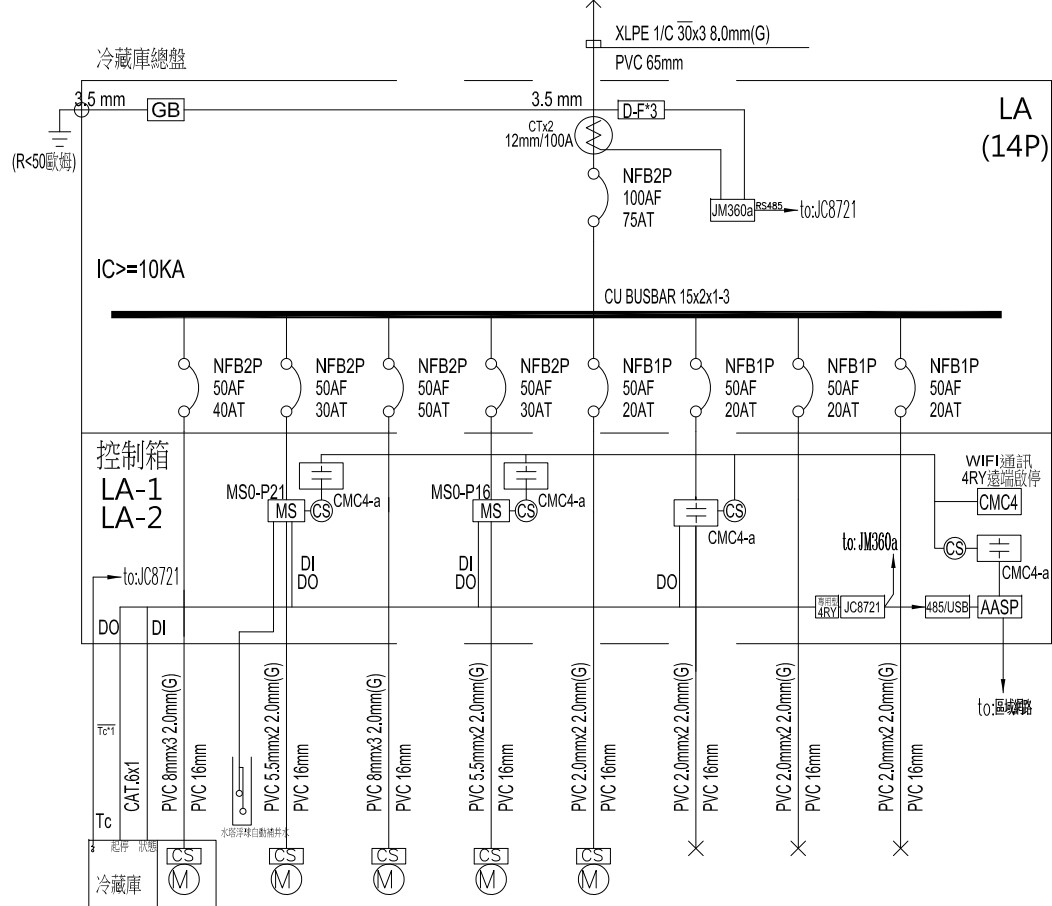 XLPE 1/C 30x3 8.0mm(G)
PVC 65mm
冷藏庫總盤
3.5 mm
GB
3.5 mm
D-F*3
LA
(14P)
CTx2
12mm/100A
(R<50歐姆)
NFB2P
100AF
75AT
JM360a
RS485
to:JC8721
IC>=10KA
CU BUSBAR 15x2x1-3
NFB2P
50AF
40AT
NFB2P
50AF
30AT
NFB2P
50AF
50AT
NFB2P
50AF
30AT
NFB1P
50AF
20AT
NFB1P
50AF
20AT
NFB1P
50AF
20AT
NFB1P
50AF
20AT
控制箱
LA-1
LA-2
MS0-P21
MS
CS
CMC4-a
MS0-P16
MS
CS
CMC4-a
CS
CMC4-a
WIFI通訊
4RY遠端啟停
CMC4
CS
CMC4-a
to:JM360a
DI
DO
DI
DO
DO
to:JC8721
專用型
4RY
JC8721
485/USB
AASP
DO
DI
to:區域網路
Tc*1
Tc
CAT.6x1
PVC 8mmx3 2.0mm(G)
PVC 16mm
PVC 5.5mmx2 2.0mm(G)
PVC 16mm
PVC 8mmx3 2.0mm(G)
PVC 16mm
PVC 5.5mmx2 2.0mm(G)
PVC 16mm
PVC 2.0mmx2 2.0mm(G)
PVC 16mm
PVC 2.0mmx2 2.0mm(G)
PVC 16mm
PVC 2.0mmx2 2.0mm(G)
PVC 16mm
PVC 2.0mmx2 2.0mm(G)
PVC 16mm
水塔浮球自動補井水
起停
狀態
冷藏庫
CS
M
CS
M
CS
M
CS
M
CS
M